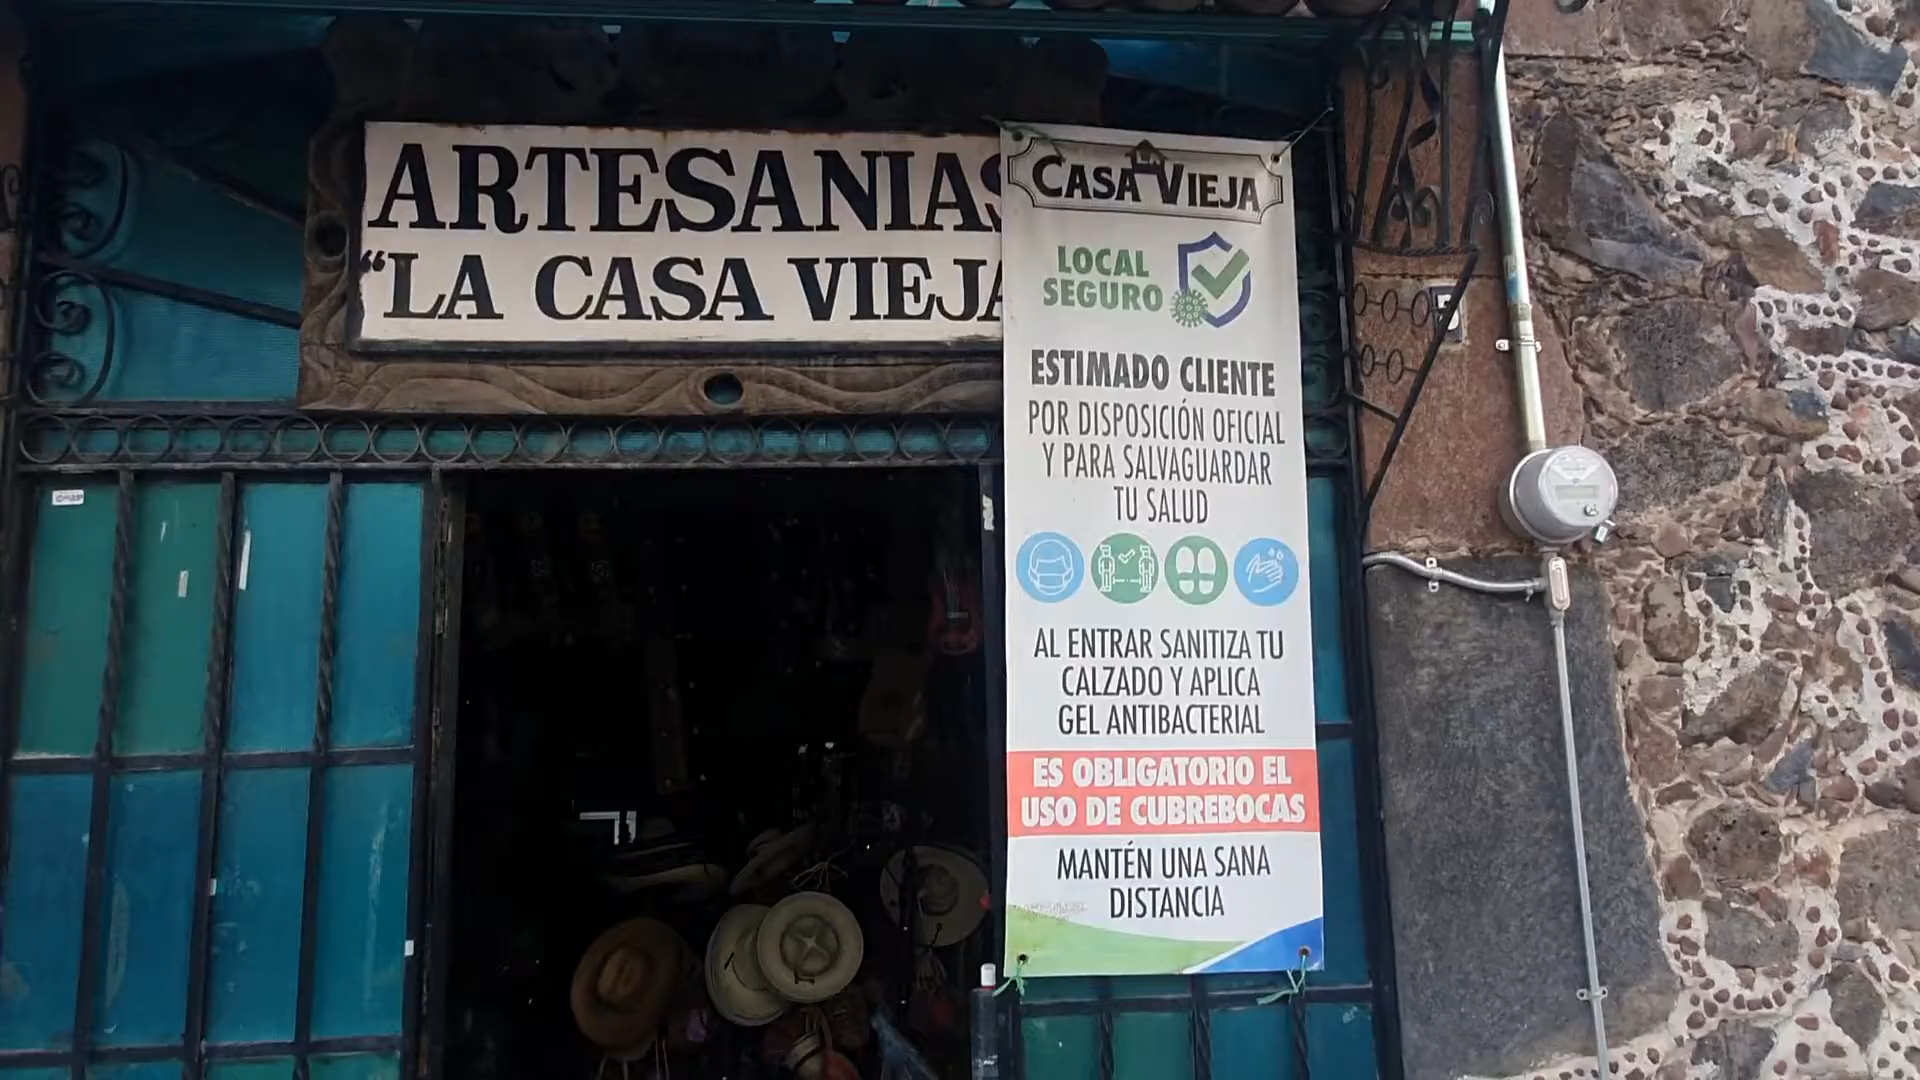 ARTESANIAS
"LA CASA VIEJA
LA
CASA VIEJA
LOCAL
SEGURO
ESTIMADO CLIENTE
POR DISPOSICIÓN OFICIAL
Y PARA SALVAGUARDAR
TU SALUD
AL ENTRAR SANITIZA TU
CALZADO Y APLICA
GEL ANTIBACTERIAL
ES OBLIGATORIO EL
USO DE CUBREBOCAS
MANTÉN UNA SANA
DISTANCIA